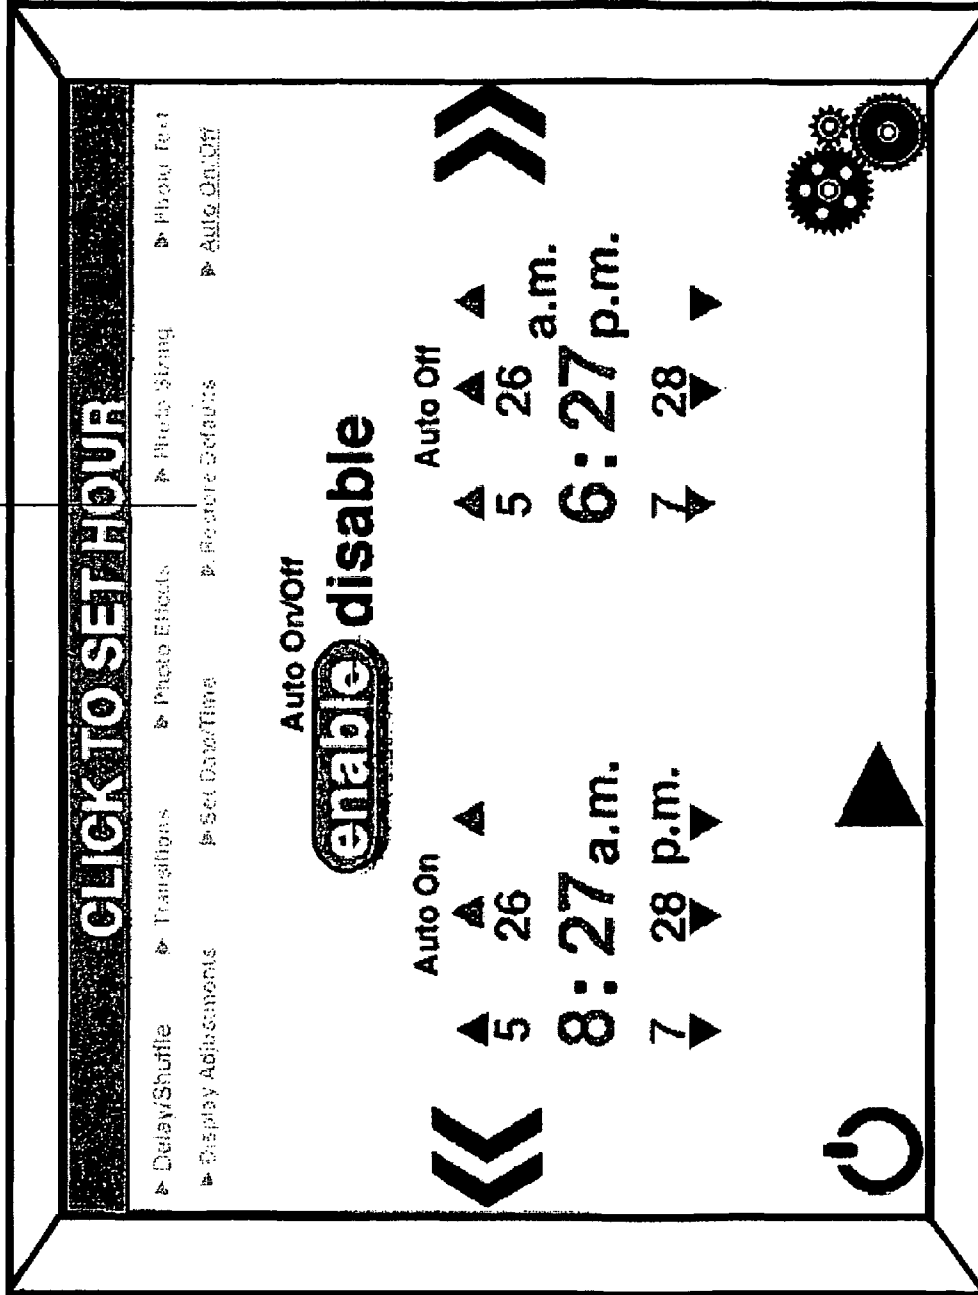 CLICK TO SET HOUR
Delay/Shuffle Transitions Photo Effects Photo Sizing Photo Text
Display Adjustments Set Date/Time Restore Defaults Auto On/Off
Auto On/Off
enable disable
Auto On Auto Off
5 26 5 26 a.m.
8:27 a.m. 6:27 p.m.
7 28 p.m. 7 28